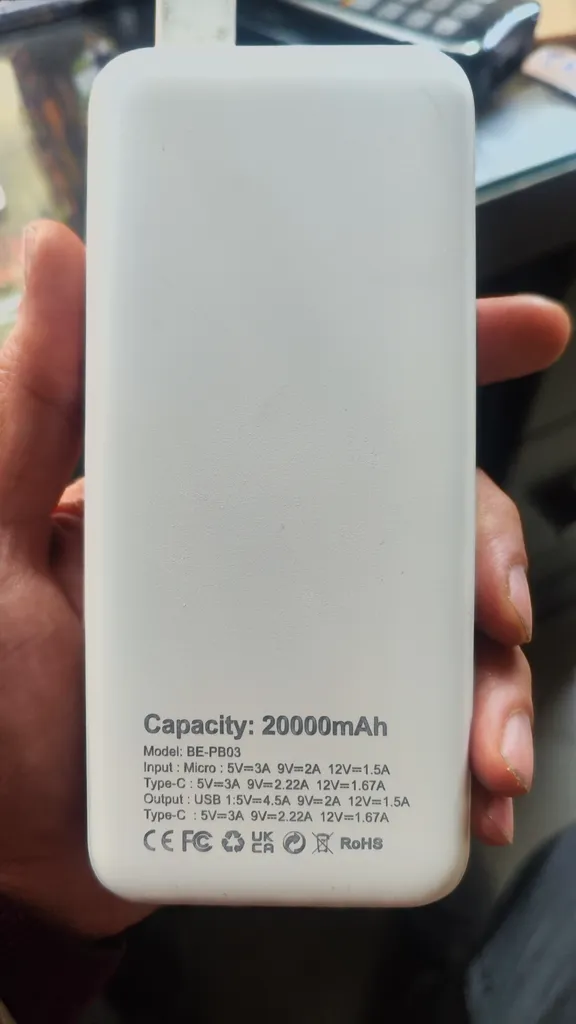 Capacity: 20000mAh
Model: BE-PB03
Input : Micro : 5V=3A 9V=2A 12V=1.5A
Type-C : 5V=3A 9V=2.22A 12V=1.67A
Output : USB 1:5V=4.5A 9V=2A 12V=1.5A
Type-C : 5V=3A 9V=2.22A 12V=1.67A
CE FC UK CA RoHS